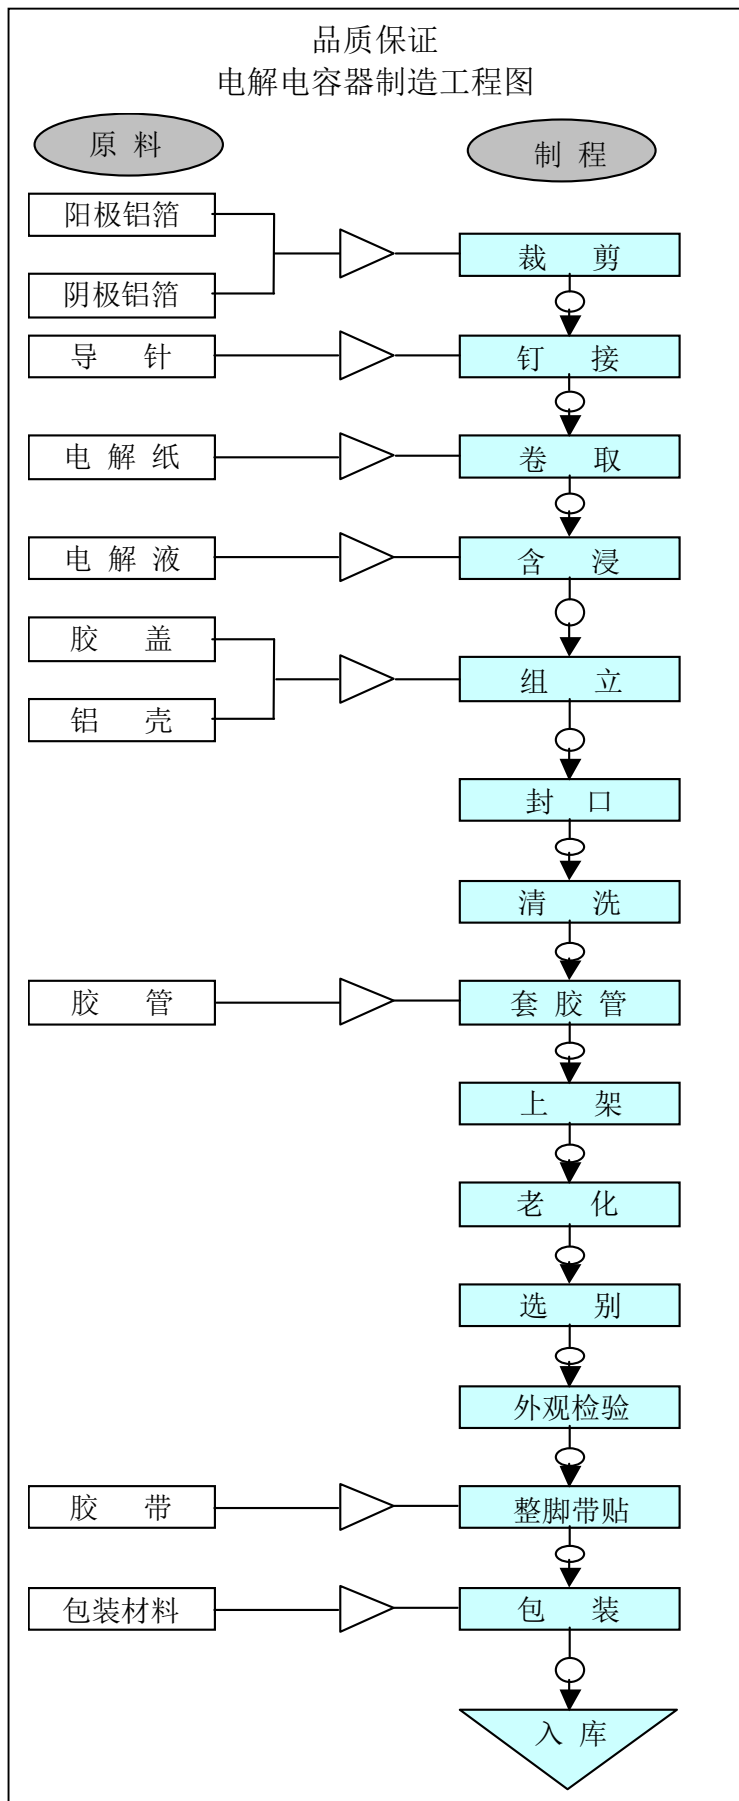 品质保证
电解电容器制造工程图
原 料
制 程
阳极铝箔
裁 剪
阴极铝箔
导 针
钉 接
电 解 纸
卷 取
电 解 液
含 浸
胶 盖
组 立
铝 壳
封 口
清 洗
胶 管
套 胶 管
上 架
老 化
选 别
外观检验
胶 带
整脚带贴
包装材料
包 装
入 库